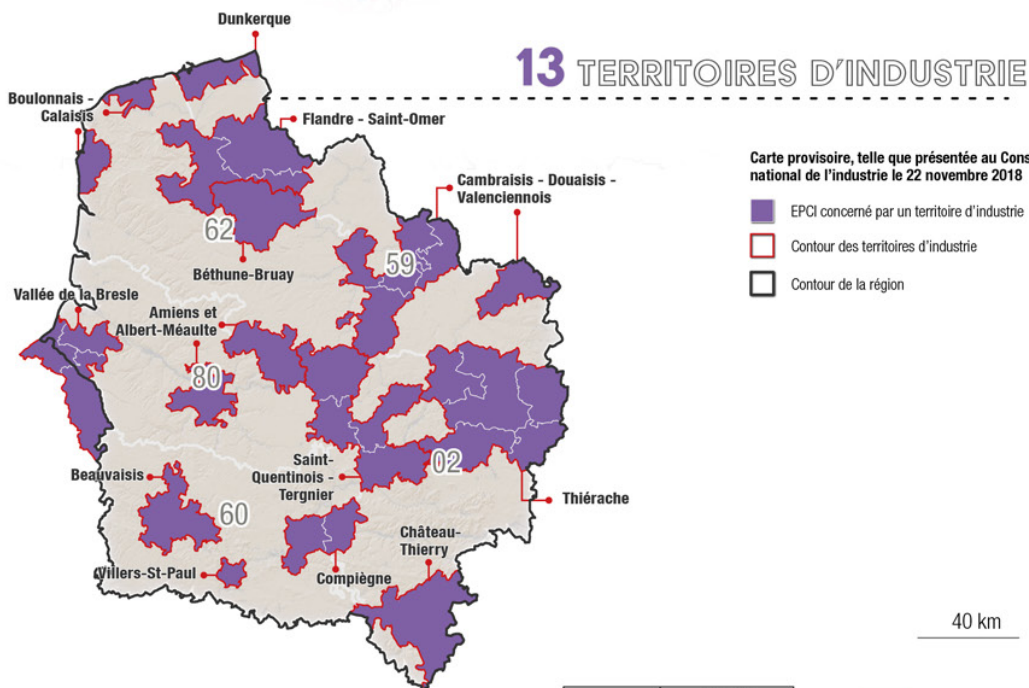 Dunkerque
13 TERRITOIRES D'INDUSTRIE
Boulonnais -
Calaisis
Flandre - Saint-Omer
Carte provisoire, telle que présentée au Cons
national de l'industrie le 22 novembre 2018
EPCI concerné par un territoire d'industrie
Contour des territoires d'industrie
Contour de la région
Cambraisis - Douaisis -
Valenciennois
62
59
Béthune-Bruay
Vallée de la Bresle
Amiens et
Albert-Méaulte
80
Beauvaisis
Saint-
Quentinois -
Tergnier
02
Thiérache
60
Château-
Thierry
Villers-St-Paul
Compiègne
40 km